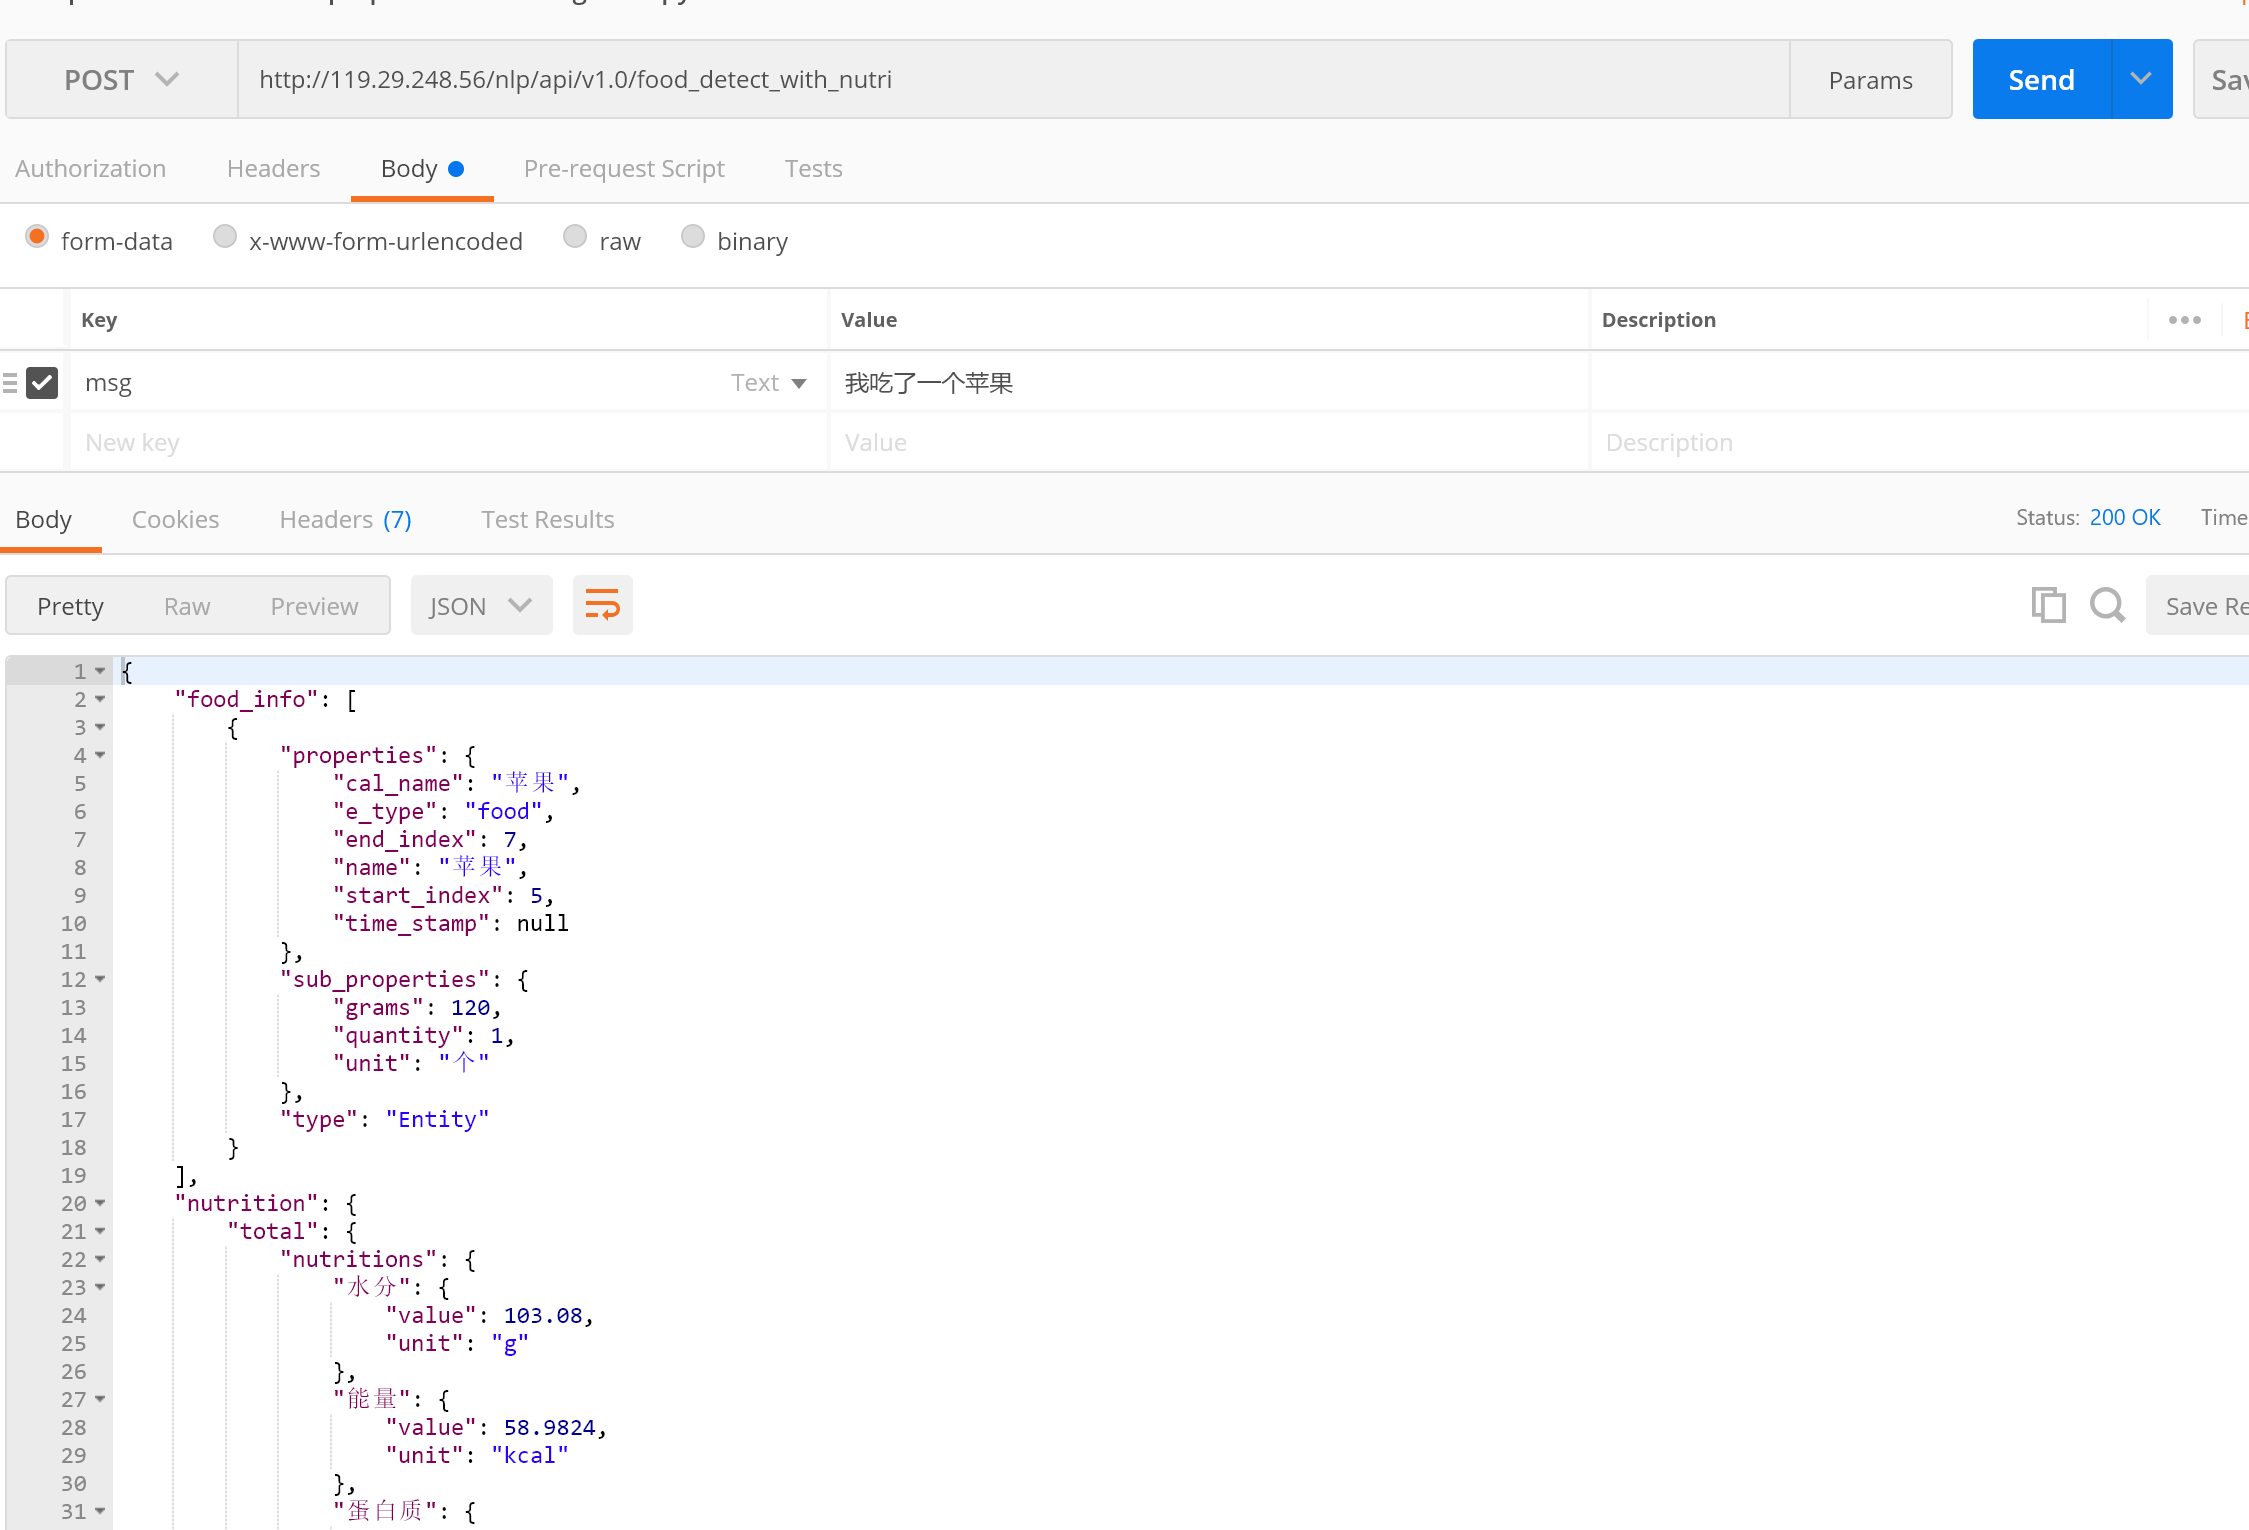 POST http://119.29.248.56/nlp/api/v1.0/food_detect_with_nutri Params Send
Authorization Headers Body Pre-request Script Tests
form-data x-www-form-urlencoded raw binary
Key Value Description
msg Text 我吃了一个苹果
New key Value Description
Body Cookies Headers (7) Test Results Status: 200 OK Time
Pretty Raw Preview JSON Save Re
1 {
2 "food_info": [
3 {
4 "properties": {
5 "cal_name": "苹果",
6 "e_type": "food",
7 "end_index": 7,
8 "name": "苹果",
9 "start_index": 5,
10 "time_stamp": null
11 },
12 "sub_properties": {
13 "grams": 120,
14 "quantity": 1,
15 "unit": "个"
16 },
17 "type": "Entity"
18 }
19 ],
20 "nutrition": {
21 "total": {
22 "nutritions": {
23 "水分": {
24 "value": 103.08,
25 "unit": "g"
26 },
27 "能量": {
28 "value": 58.9824,
29 "unit": "kcal"
30 },
31 "蛋白质": {